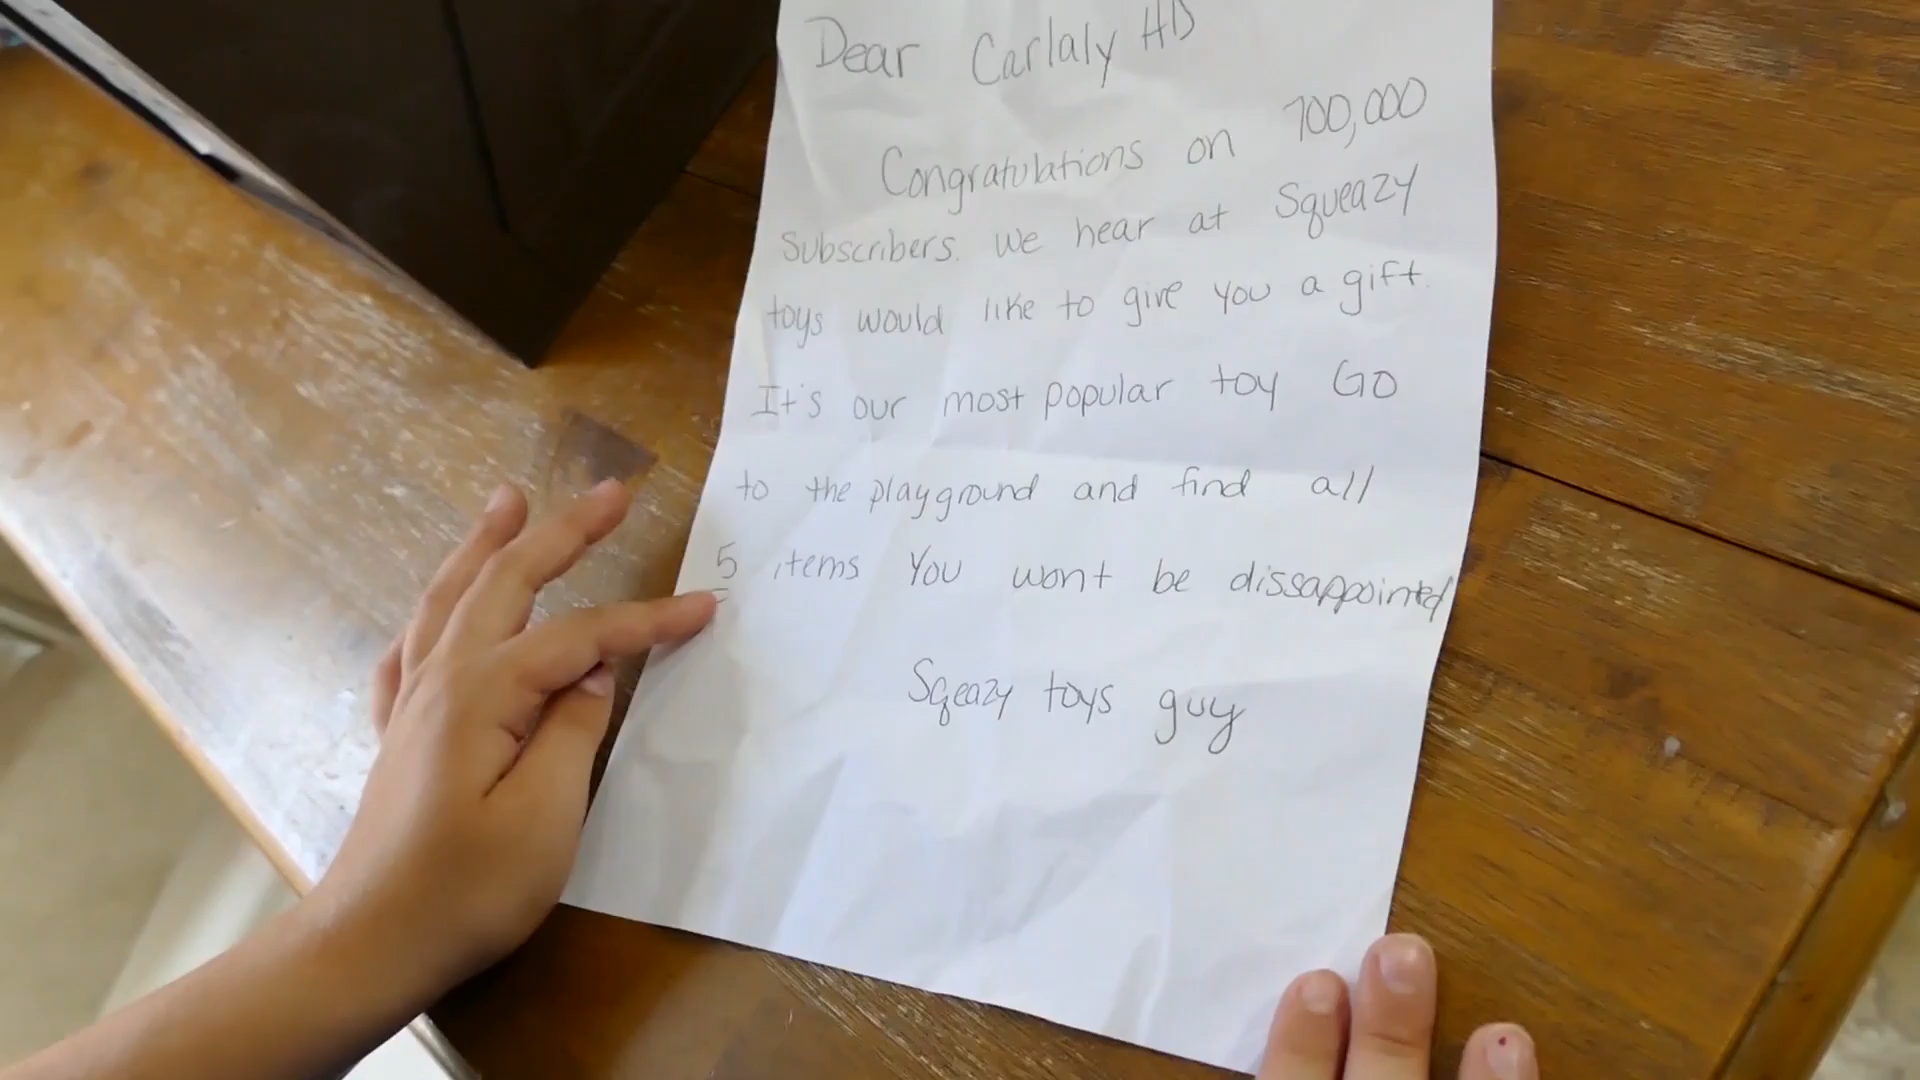 Dear Carlaly HD
Congratulations on 700,000
Subscribers. we hear at Squeazy
toys would like to give you a gift.
It's our most popular toy Go
to the playground and find all
5 items You wont be dissappointed
Sqeazy toys guy